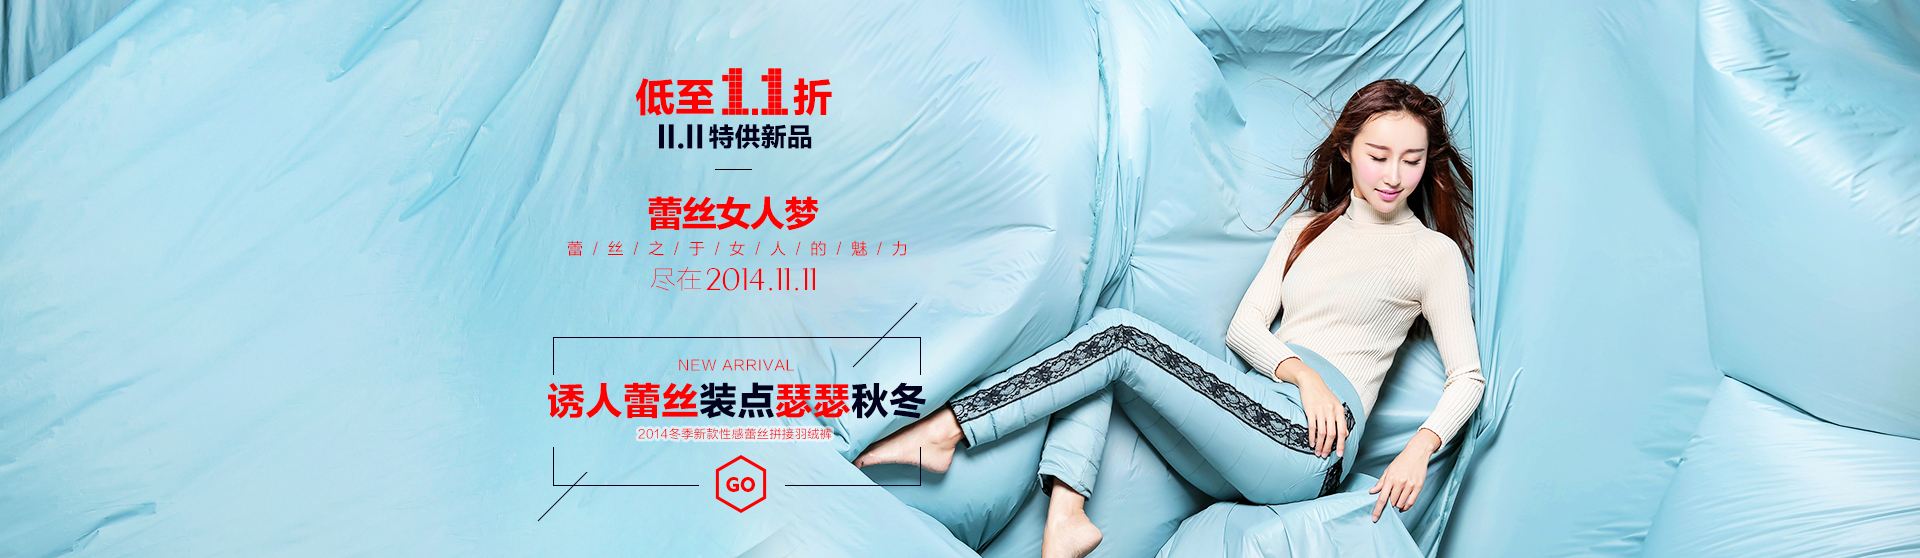 低至1.1折
11.11特供新品
蕾丝女人梦
蕾/丝/之/于/女/人/的/魅/力
尽在2014.11.11
NEW ARRIVAL
诱人蕾丝装点瑟瑟秋冬
2014冬季新款性感蕾丝拼接羽绒裤
GO